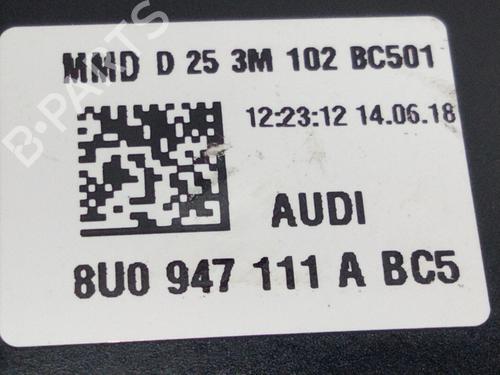 MMD D 25 3M 102 BC501
12:23:12 14.06.18
AUDI
8U0 947 111 A BC5
B-PARTS